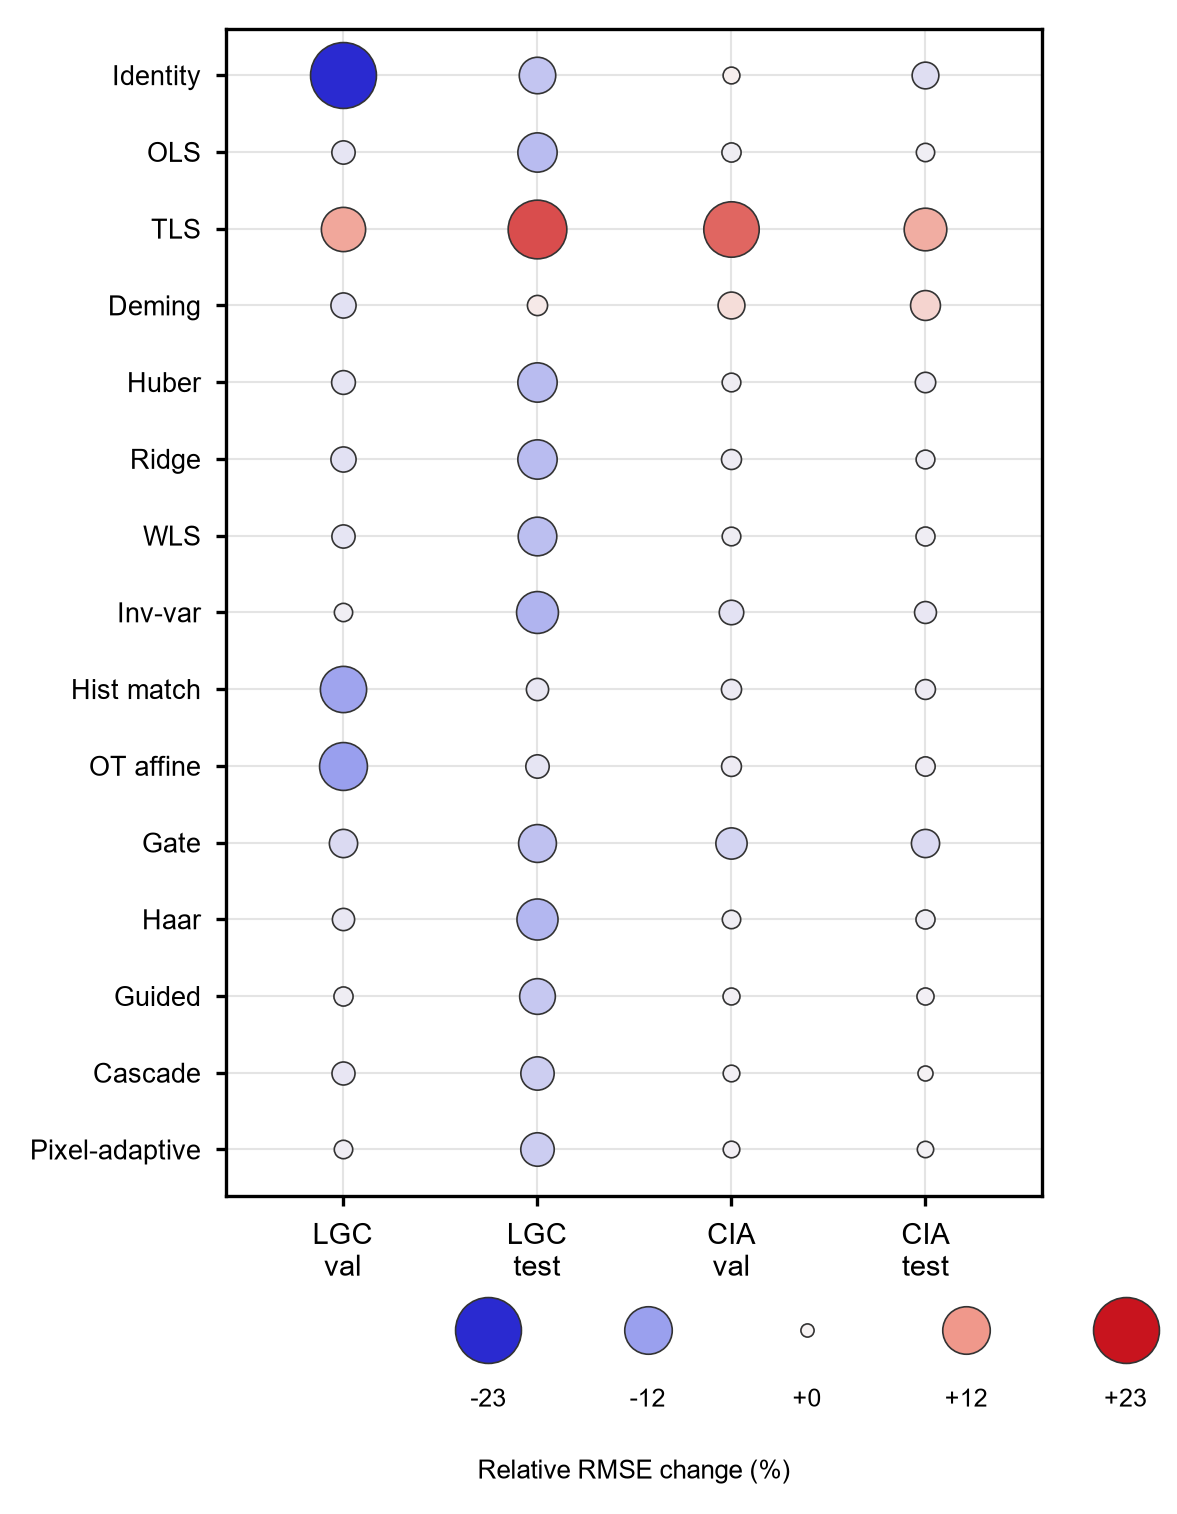 Identity
OLS
TLS
Deming
Huber
Ridge
WLS
Inv-var
Hist match
OT affine
Gate
Haar
Guided
Cascade
Pixel-adaptive
LGC val
LGC test
CIA val
CIA test
-23
-12
+0
+12
+23
Relative RMSE change (%)